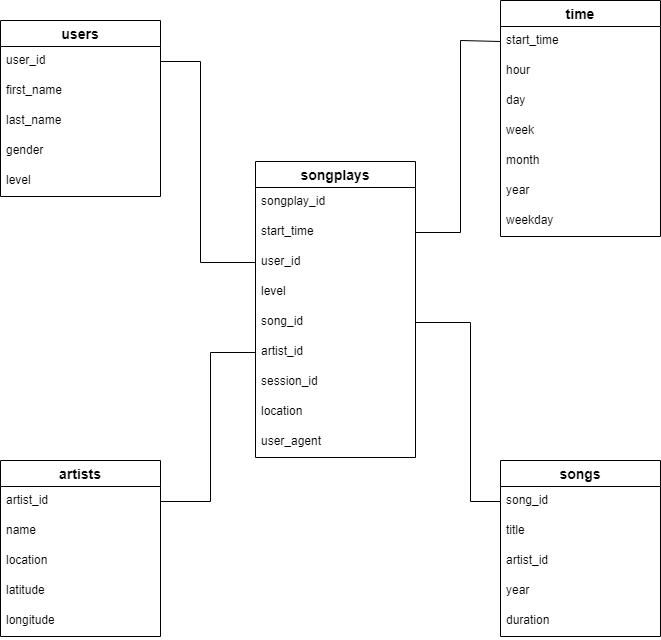 users
user_id
first_name
last_name
gender
level
time
start_time
hour
day
week
month
year
weekday
songplays
songplay_id
start_time
user_id
level
song_id
artist_id
session_id
location
user_agent
artists
artist_id
name
location
latitude
longitude
songs
song_id
title
artist_id
year
duration